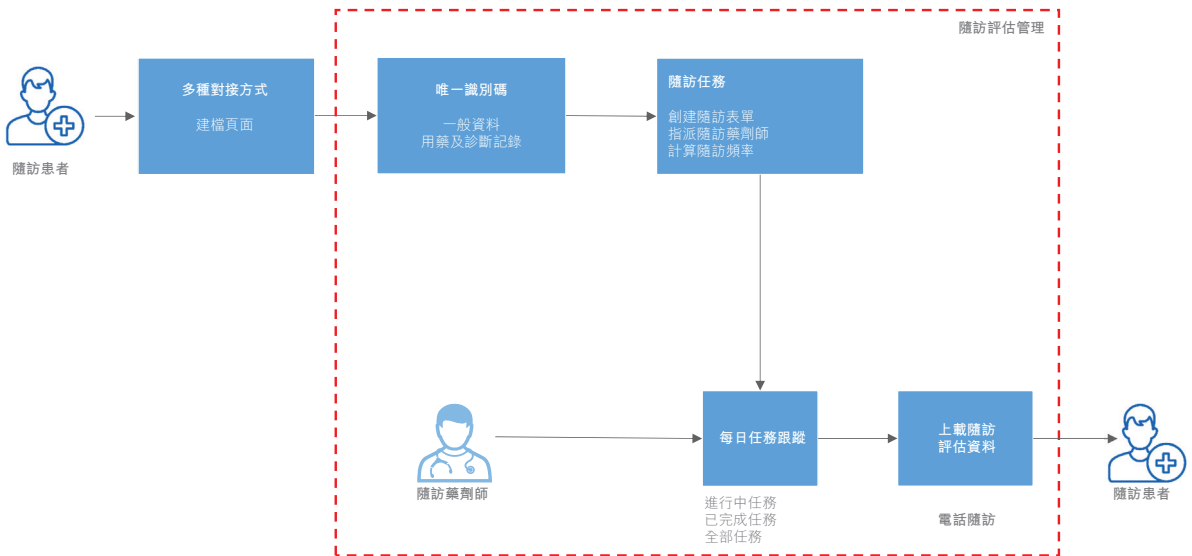 隨訪評估管理
多種對接方式
建檔頁面
唯一識別碼
一般資料
用藥及診斷記錄
隨訪任務
創建隨訪表單
指派隨訪藥劑師
計算隨訪頻率
隨訪患者
每日任務跟蹤
上載隨訪
評估資料
隨訪藥劑師
隨訪患者
進行中任務
已完成任務
全部任務
電話隨訪